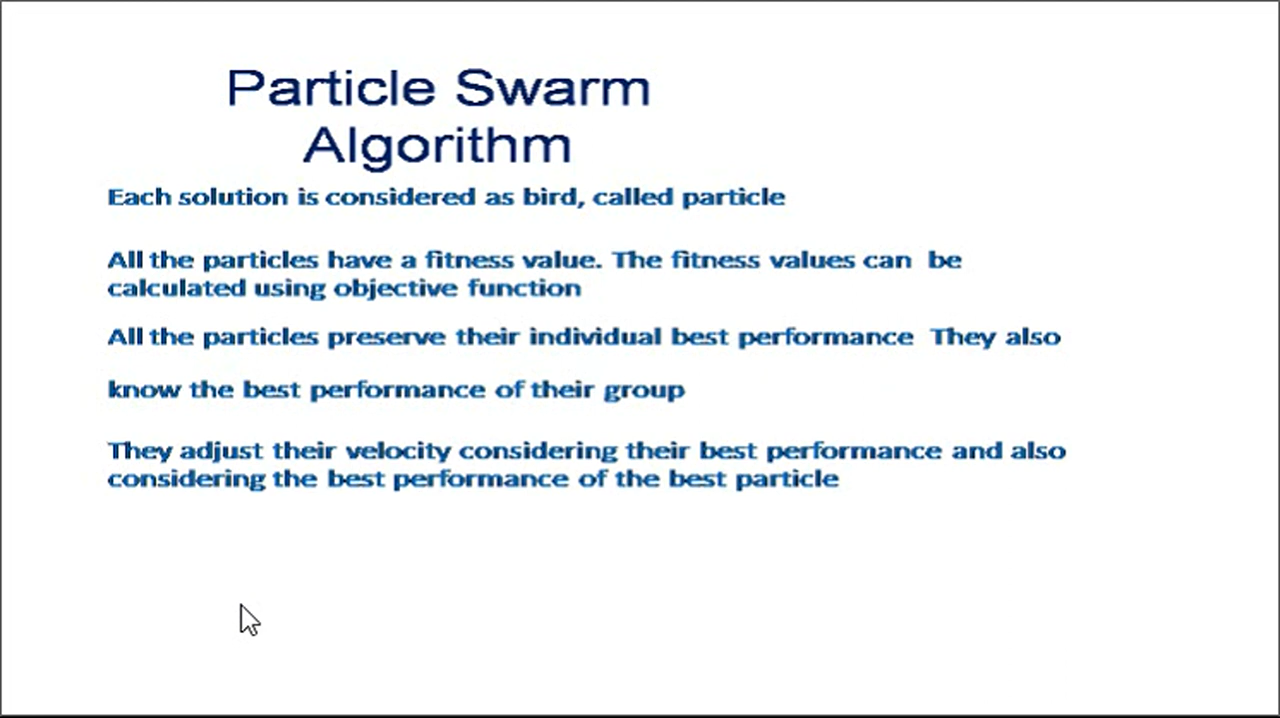 Particle Swarm
Algorithm
Each solution is considered as bird, called particle
All the particles have a fitness value. The fitness values can be
calculated using objective function
All the particles preserve their individual best performance They also
know the best performance of their group
They adjust their velocity considering their best performance and also
considering the best performance of the best particle